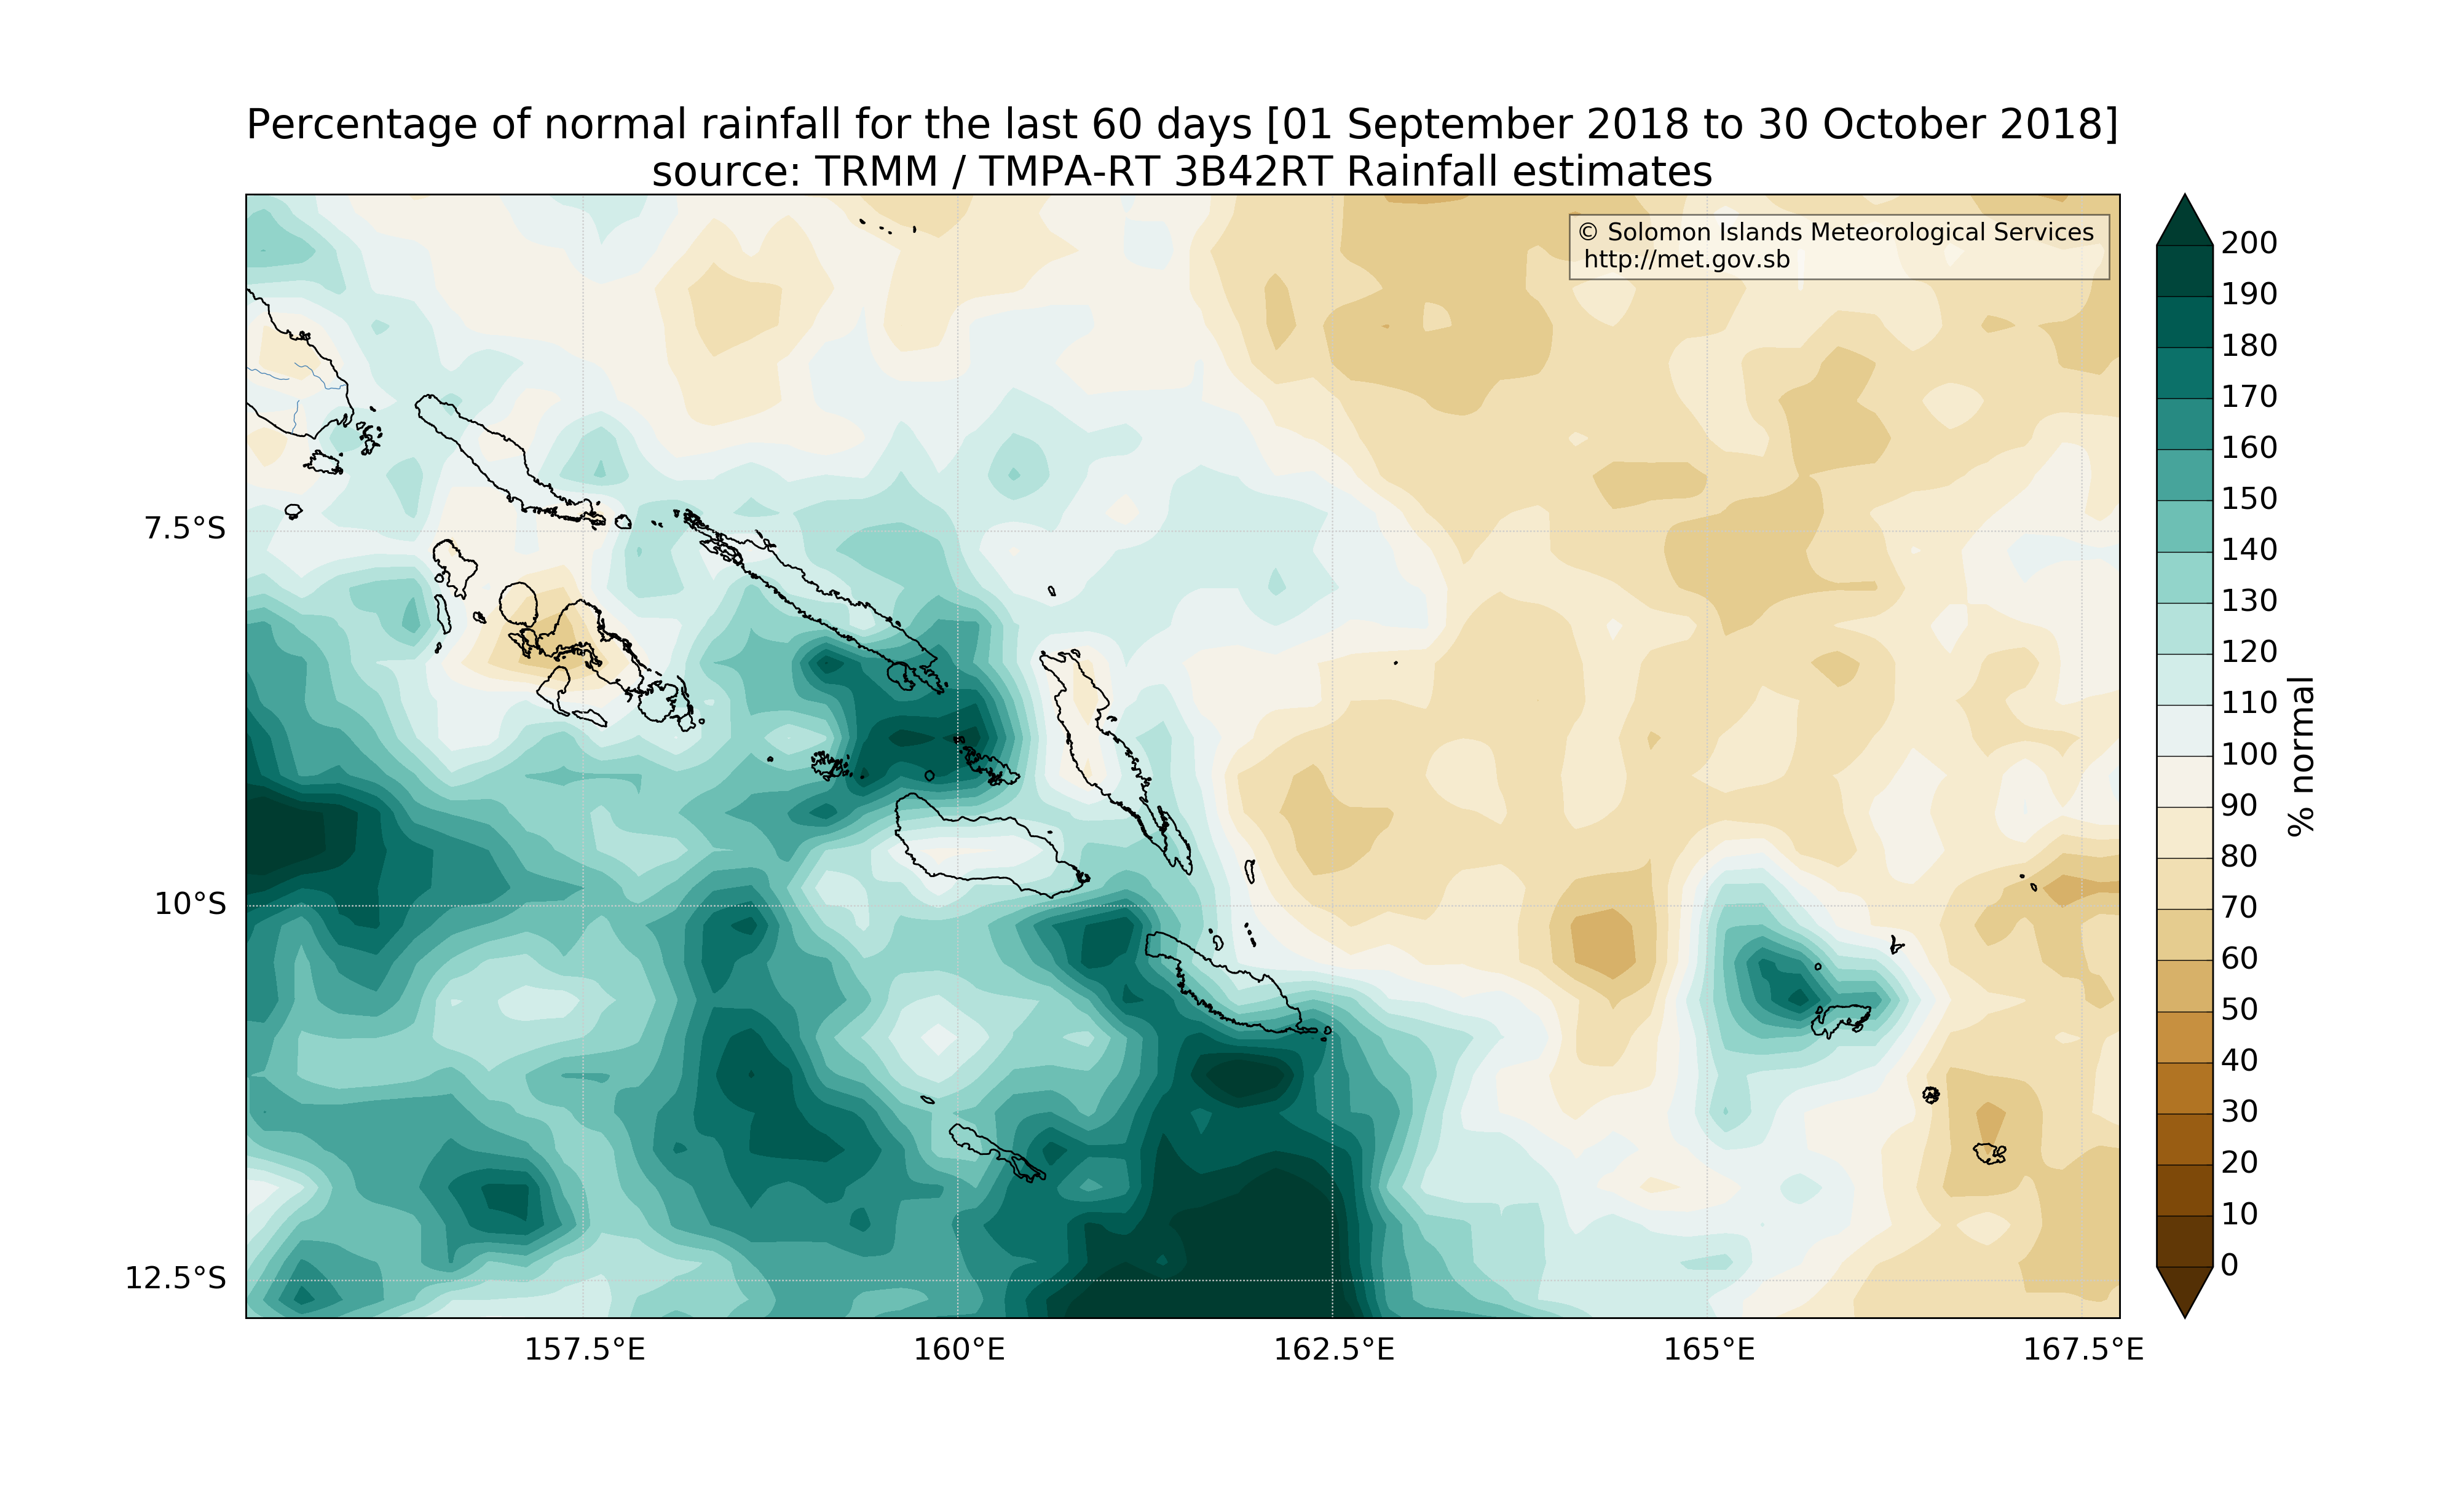 Percentage of normal rainfall for the last 60 days [01 September 2018 to 30 October 2018]
source: TRMM / TMPA-RT 3B42RT Rainfall estimates
© Solomon Islands Meteorological Services
http://met.gov.sb
7.5°S
10°S
12.5°S
157.5°E
160°E
162.5°E
165°E
167.5°E
200
190
180
170
160
150
140
130
120
110
100
90
80
70
60
50
40
30
20
10
0
% normal